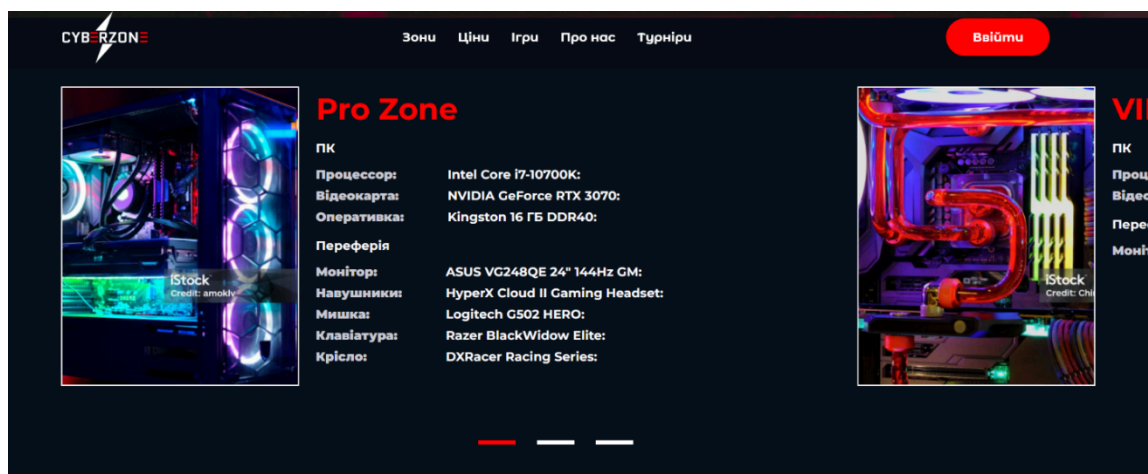 CYBERZONE
Зони Ціни Ігри Про нас Турніри
Ввійти
Pro Zone
ПК
Процессор: Intel Core i7-10700K:
Відеокарта: NVIDIA GeForce RTX 3070:
Оперативка: Kingston 16 ГБ DDR40:
Переферія
Монітор: ASUS VG248QE 24" 144Hz GM:
Навушники: HyperX Cloud II Gaming Headset:
Мишка: Logitech G502 HERO:
Клавіатура: Razer BlackWidow Elite:
Крісло: DXRacer Racing Series:
iStock
Credit: amokly
ПК
iStock